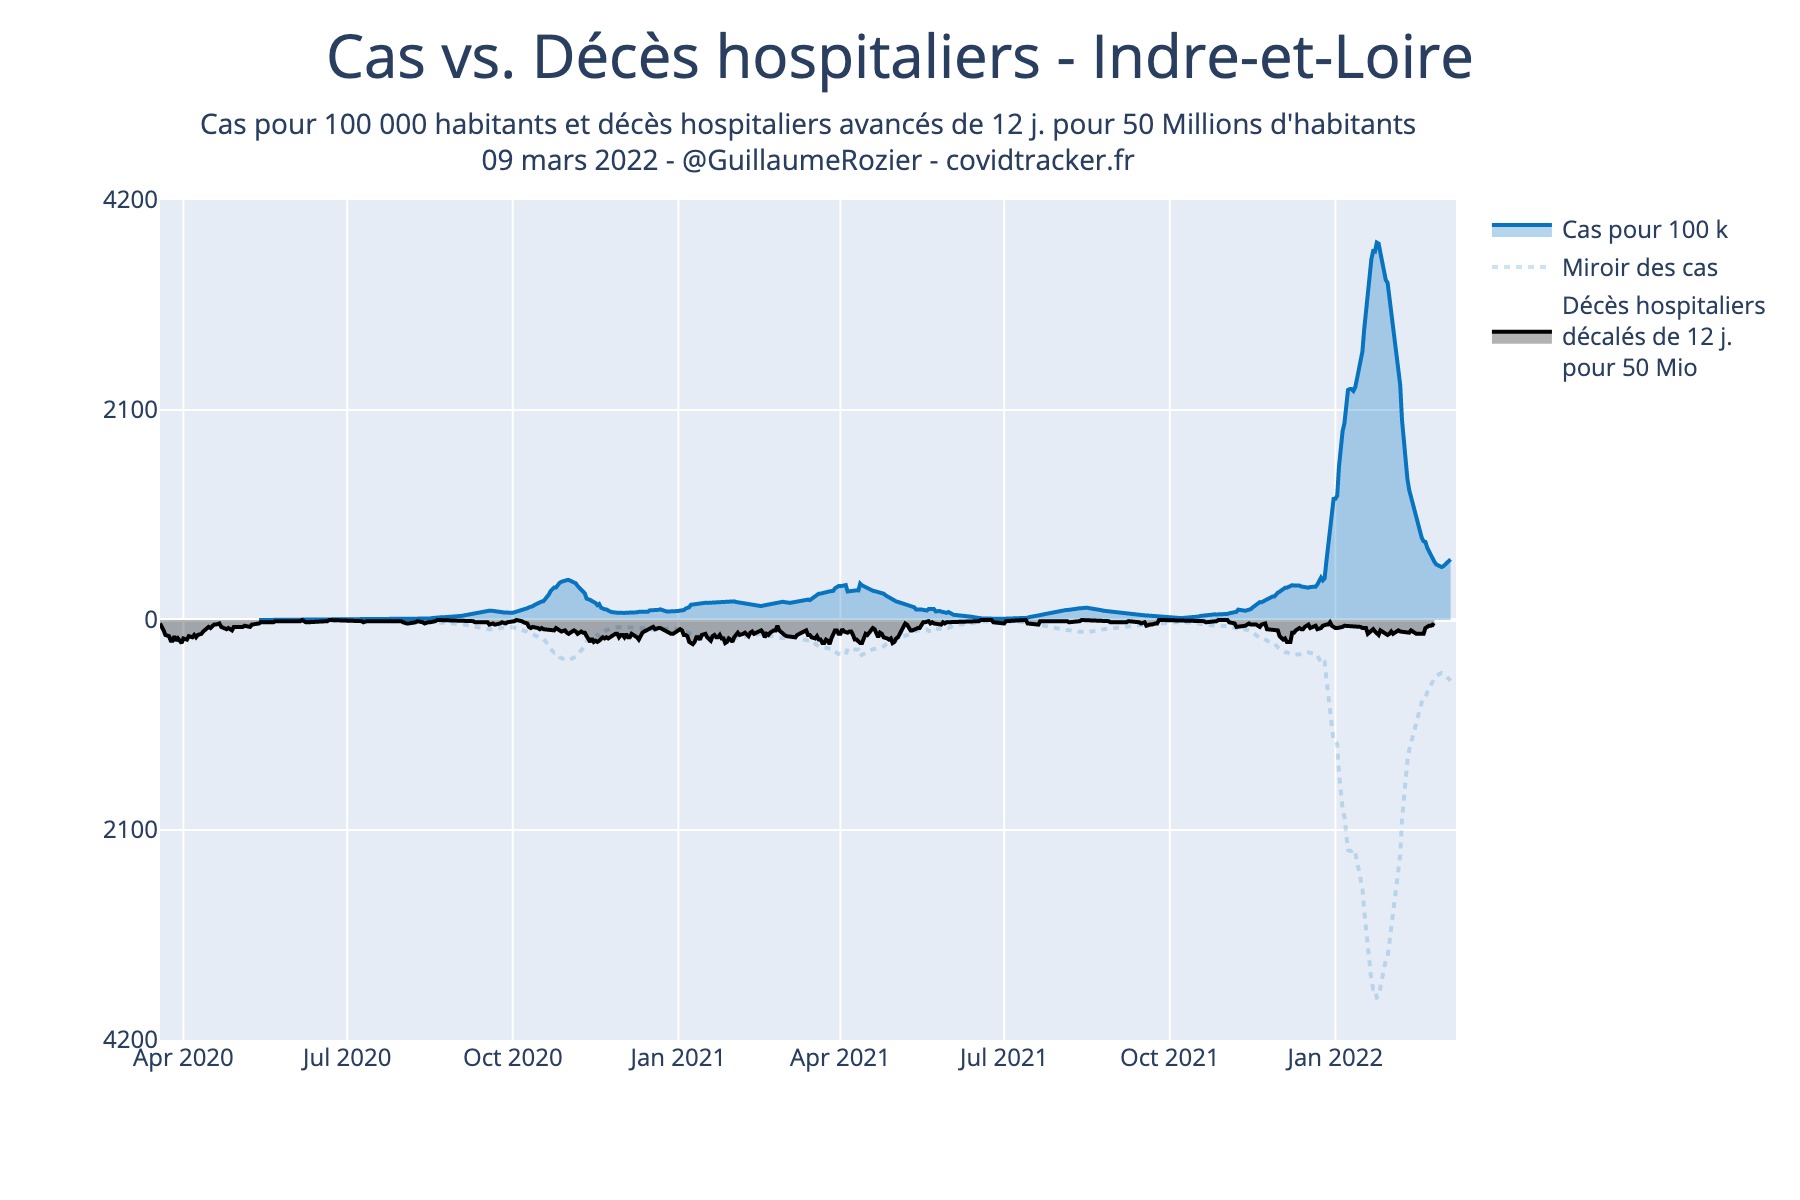 Cas vs. Décès hospitaliers - Indre-et-Loire
Cas pour 100 000 habitants et décès hospitaliers avancés de 12 j. pour 50 Millions d'habitants
09 mars 2022 - @GuillaumeRozier - covidtracker.fr
4200
2100
0
2100
4200
Apr 2020
Jul 2020
Oct 2020
Jan 2021
Apr 2021
Jul 2021
Oct 2021
Jan 2022
Cas pour 100 k
Miroir des cas
Décès hospitaliers
décalés de 12 j.
pour 50 Mio